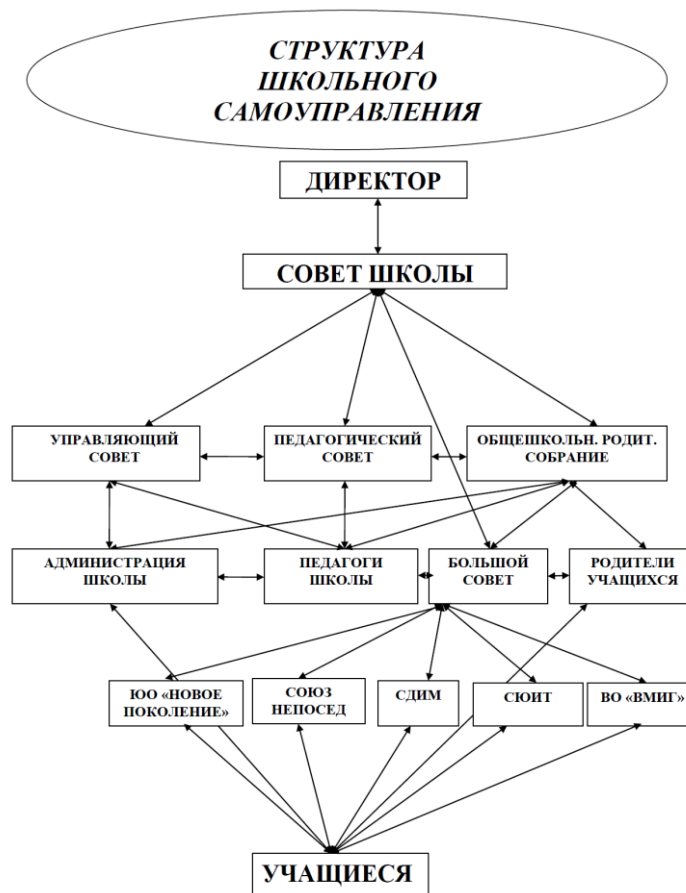 СТРУКТУРА
ШКОЛЬНОГО
САМОУПРАВЛЕНИЯ
ДИРЕКТОР
СОВЕТ ШКОЛЫ
УПРАВЛЯЮЩИЙ
СОВЕТ
ПЕДАГОГИЧЕСКИЙ
СОВЕТ
ОБЩЕШКОЛЬН. РОДИТ.
СОБРАНИЕ
АДМИНИСТРАЦИЯ
ШКОЛЫ
ПЕДАГОГИ
ШКОЛЫ
БОЛЬШОЙ
СОВЕТ
РОДИТЕЛИ
УЧАЩИХСЯ
ЮО «НОВОЕ
ПОКОЛЕНИЕ»
СОЮЗ
НЕПОСЕД
СДИМ
СЮИТ
ВО «ВМИГ»
УЧАЩИЕСЯ